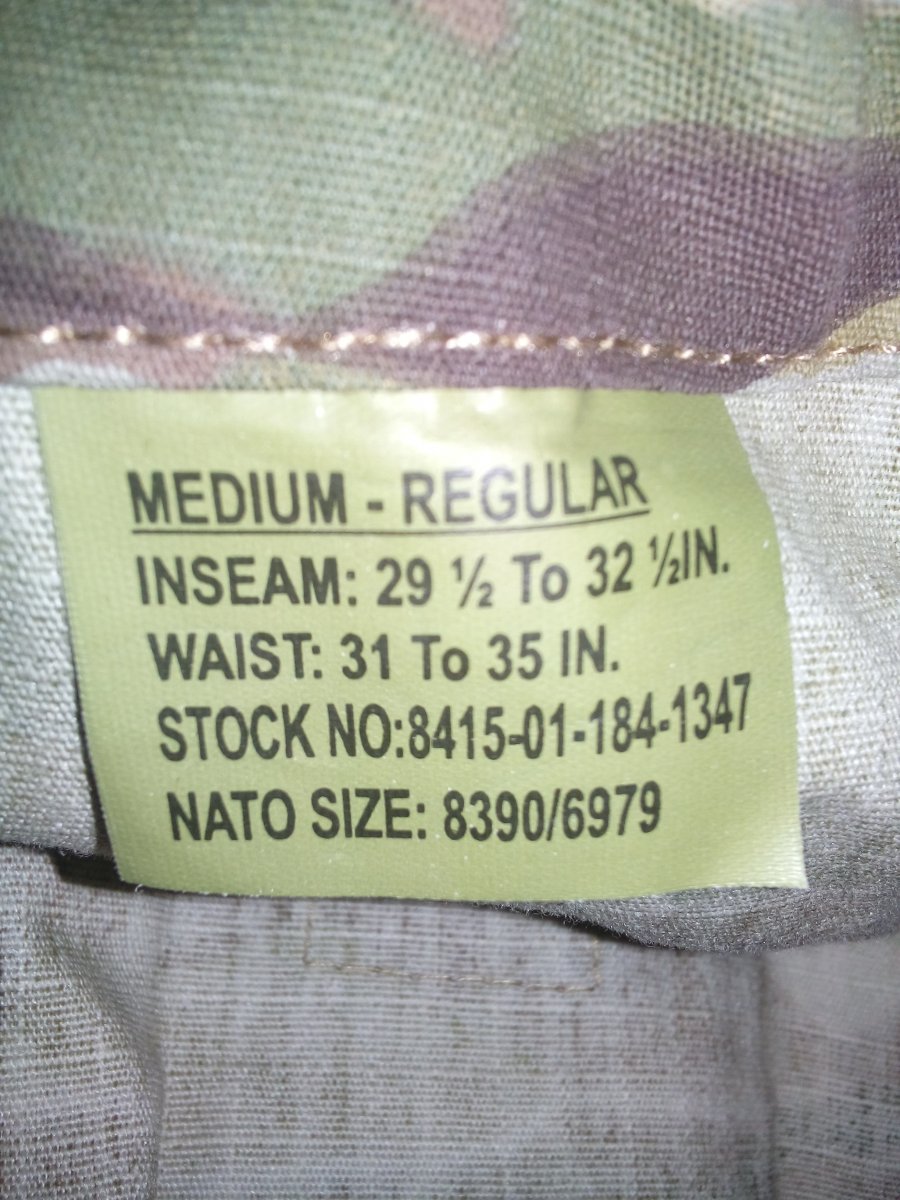 MEDIUM - REGULAR
INSEAM: 29 ½ To 32 ½IN.
WAIST: 31 To 35 IN.
STOCK NO:8415-01-184-1347
NATO SIZE: 8390/6979